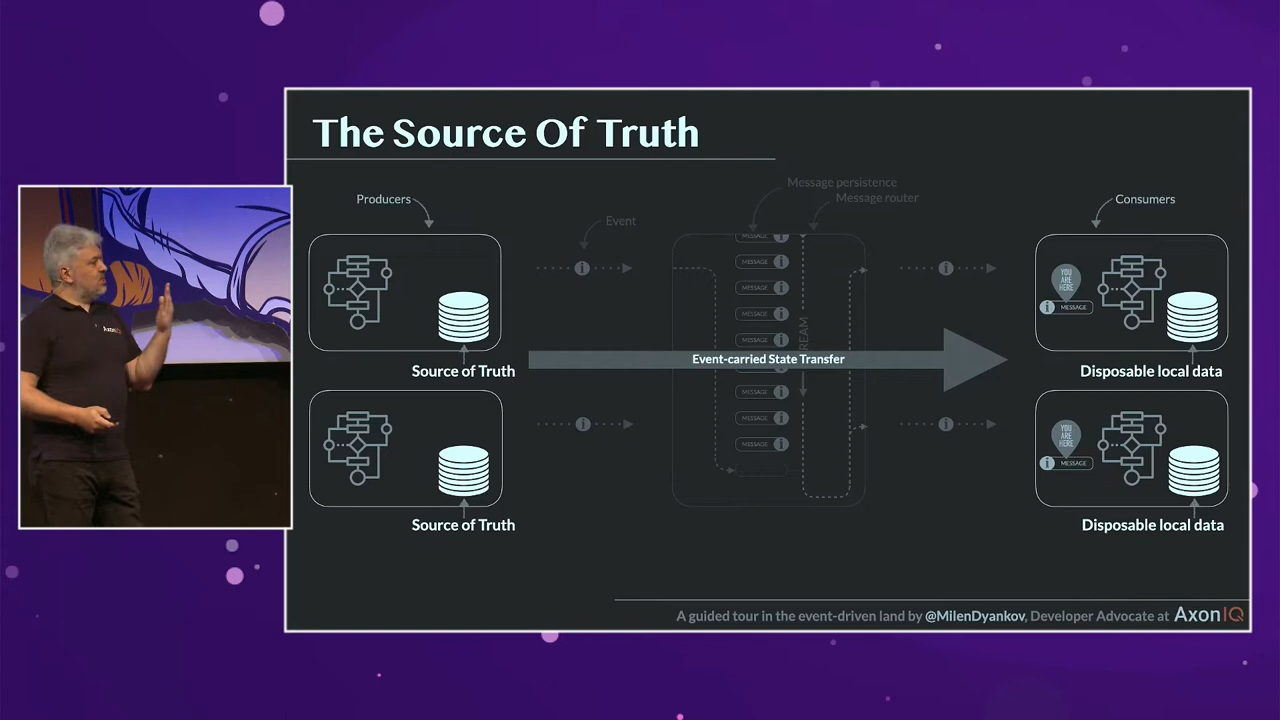 The Source Of Truth
Message persistence
Message router
Producers
Event
Consumers
MESSAGE
MESSAGE
MESSAGE
MESSAGE
MESSAGE
MESSAGE
MESSAGE
MESSAGE
YOU
ARE
HERE
MESSAGE
Event-carried State Transfer
Source of Truth
Disposable local data
YOU
ARE
HERE
MESSAGE
Source of Truth
Disposable local data
A guided tour in the event-driven land by @MilenDyankov, Developer Advocate at AxonIQ
AxonIQ